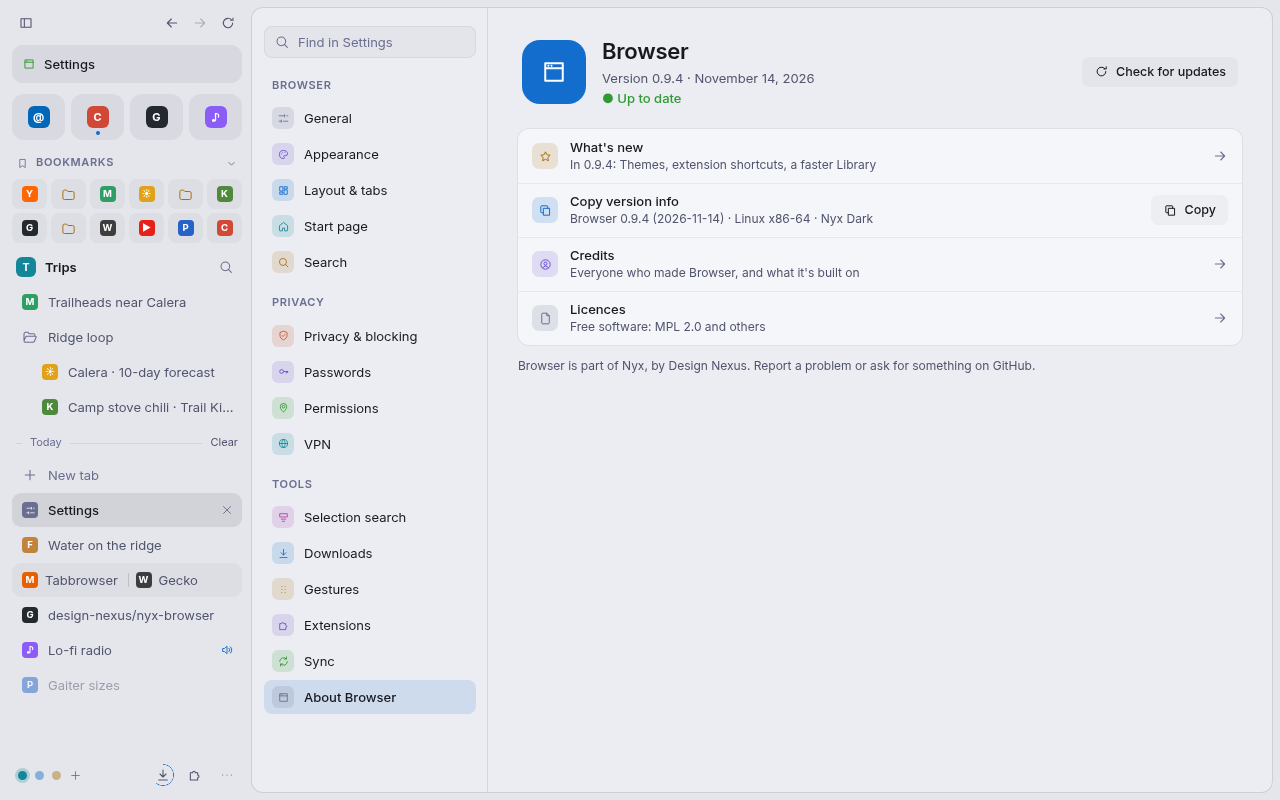 Settings
@
C
G
BOOKMARKS
Y
M
K
G
W
P
C
T
Trips
M
Trailheads near Calera
Ridge loop
Calera · 10-day forecast
K
Camp stove chili · Trail Ki...
Today
Clear
New tab
Settings
F
Water on the ridge
M
Tabbrowser
W
Gecko
G
design-nexus/nyx-browser
Lo-fi radio
P
Gaiter sizes
Find in Settings
BROWSER
General
Appearance
Layout & tabs
Start page
Search
PRIVACY
Privacy & blocking
Passwords
Permissions
VPN
TOOLS
Selection search
Downloads
Gestures
Extensions
Sync
About Browser
Browser
Version 0.9.4 · November 14, 2026
Up to date
Check for updates
What's new
In 0.9.4: Themes, extension shortcuts, a faster Library
Copy version info
Browser 0.9.4 (2026-11-14) · Linux x86-64 · Nyx Dark
Copy
Credits
Everyone who made Browser, and what it's built on
Licences
Free software: MPL 2.0 and others
Browser is part of Nyx, by Design Nexus. Report a problem or ask for something on GitHub.